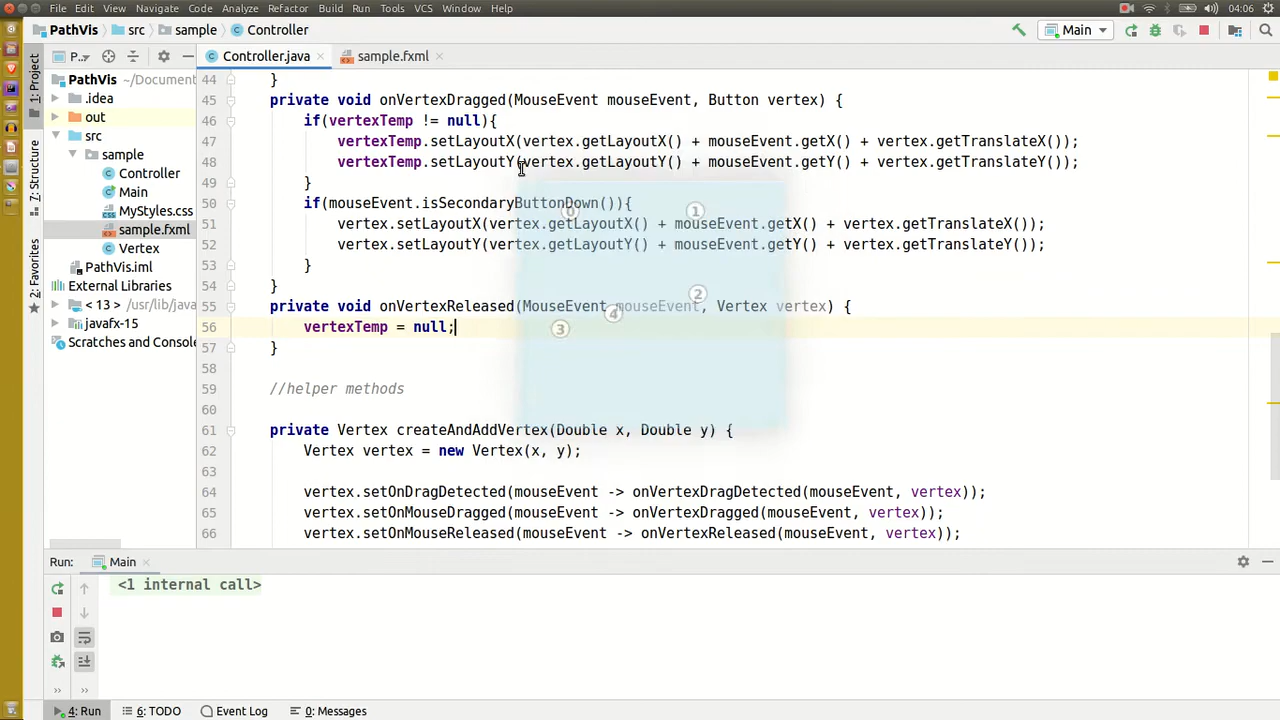 File Edit View Navigate Code Analyze Refactor Build Run Tools VCS Window Help 04:06
PathVis src sample Controller Main
P.. Controller.java sample.fxml
1: Project
7: Structure
2: Favorites
PathVis ~/Document
.idea
out
src
sample
Controller
Main
MyStyles.css
sample.fxml
Vertex
PathVis.iml
External Libraries
< 13 > /usr/lib/java
javafx-15
Scratches and Console
44 }
45 private void onVertexDragged(MouseEvent mouseEvent, Button vertex) {
46 if(vertexTemp != null){
47 vertexTemp.setLayoutX(vertex.getLayoutX() + mouseEvent.getX() + vertex.getTranslateX());
48 vertexTemp.setLayoutY(vertex.getLayoutY() + mouseEvent.getY() + vertex.getTranslateY());
49 }
50 if(mouseEvent.isSecondaryButtonDown()){
51 vertex.setLayoutX(vertex.getLayoutX() + mouseEvent.getX() + vertex.getTranslateX());
52 vertex.setLayoutY(vertex.getLayoutY() + mouseEvent.getY() + vertex.getTranslateY());
53 }
54 }
55 private void onVertexReleased(MouseEvent mouseEvent, Vertex vertex) {
56 vertexTemp = null;
57 }
58
59 //helper methods
60
61 private Vertex createAndAddVertex(Double x, Double y) {
62 Vertex vertex = new Vertex(x, y);
63
64 vertex.setOnDragDetected(mouseEvent -> onVertexDragDetected(mouseEvent, vertex));
65 vertex.setOnMouseDragged(mouseEvent -> onVertexDragged(mouseEvent, vertex));
66 vertex.setOnMouseReleased(mouseEvent -> onVertexReleased(mouseEvent, vertex));
0 1
2
3 4
Run: Main
<1 internal call>
4: Run 6: TODO Event Log 0: Messages